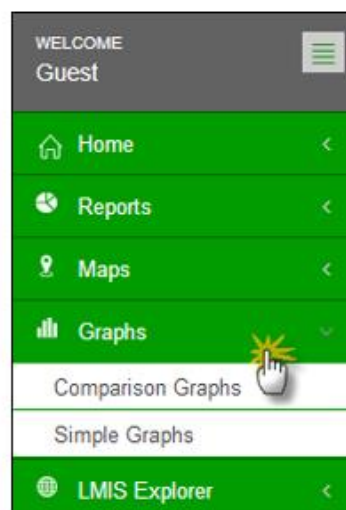 WELCOME
Guest
Home
Reports
Maps
Graphs
Comparison Graphs
Simple Graphs
LMIS Explorer